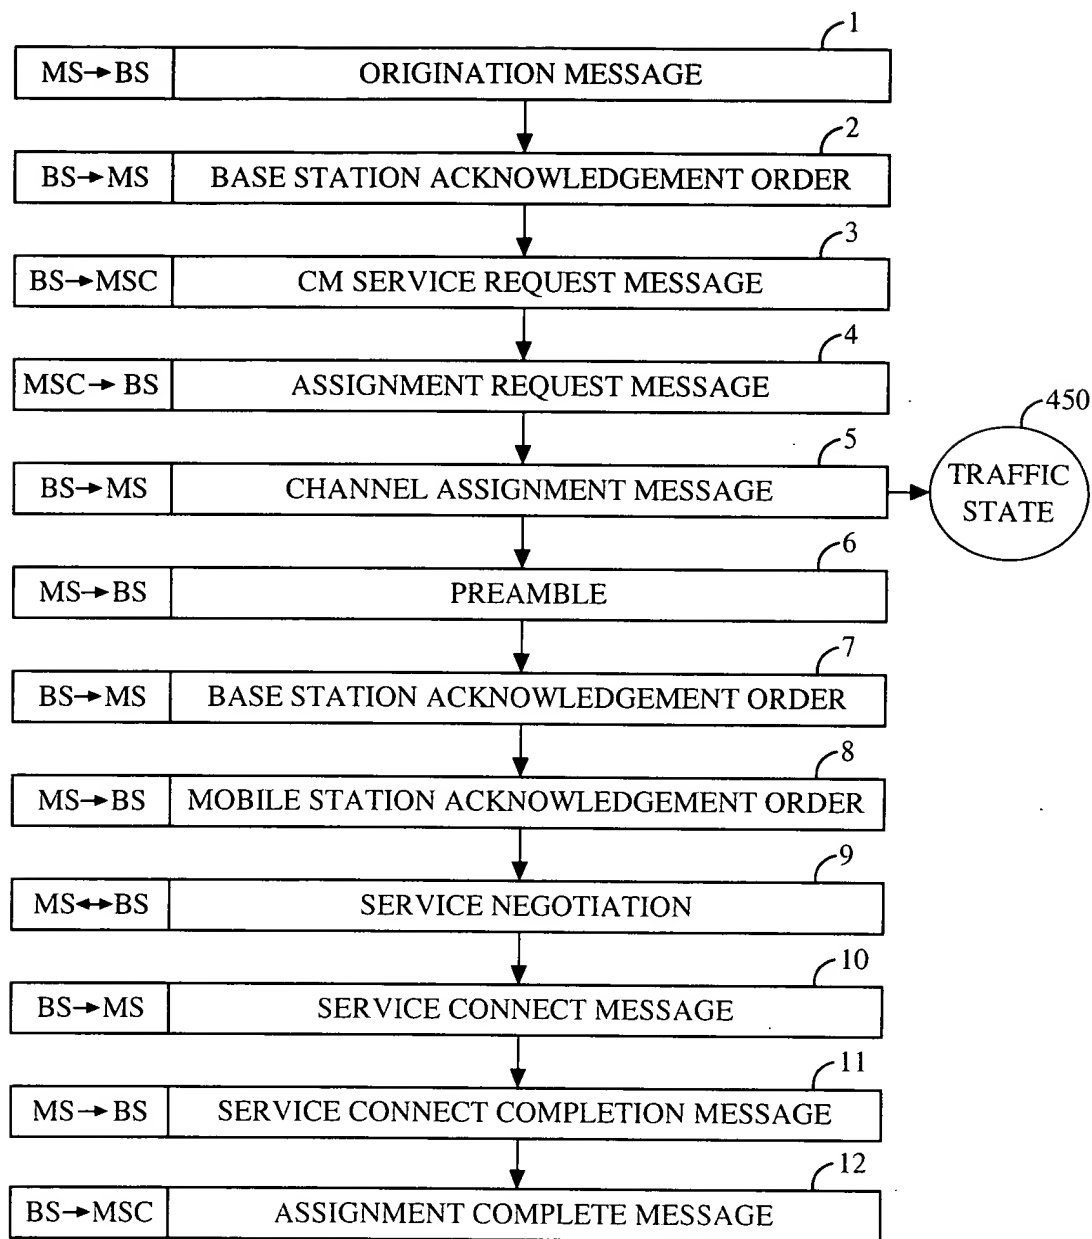 1
MS→BS ORIGINATION MESSAGE
2
BS→MS BASE STATION ACKNOWLEDGEMENT ORDER
3
BS→MSC CM SERVICE REQUEST MESSAGE
4
MSC→BS ASSIGNMENT REQUEST MESSAGE
450
5
BS→MS CHANNEL ASSIGNMENT MESSAGE
TRAFFIC
STATE
6
MS→BS PREAMBLE
7
BS→MS BASE STATION ACKNOWLEDGEMENT ORDER
8
MS→BS MOBILE STATION ACKNOWLEDGEMENT ORDER
9
MS↔BS SERVICE NEGOTIATION
10
BS→MS SERVICE CONNECT MESSAGE
11
MS→BS SERVICE CONNECT COMPLETION MESSAGE
12
BS→MSC ASSIGNMENT COMPLETE MESSAGE